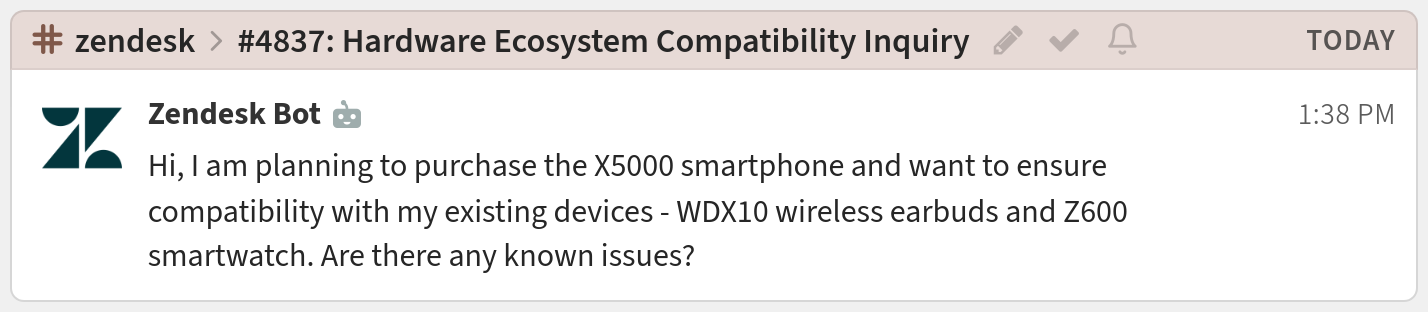 zendesk > #4837: Hardware Ecosystem Compatibility Inquiry TODAY
Zendesk Bot 1:38 PM
Hi, I am planning to purchase the X5000 smartphone and want to ensure
compatibility with my existing devices - WDX10 wireless earbuds and Z600
smartwatch. Are there any known issues?